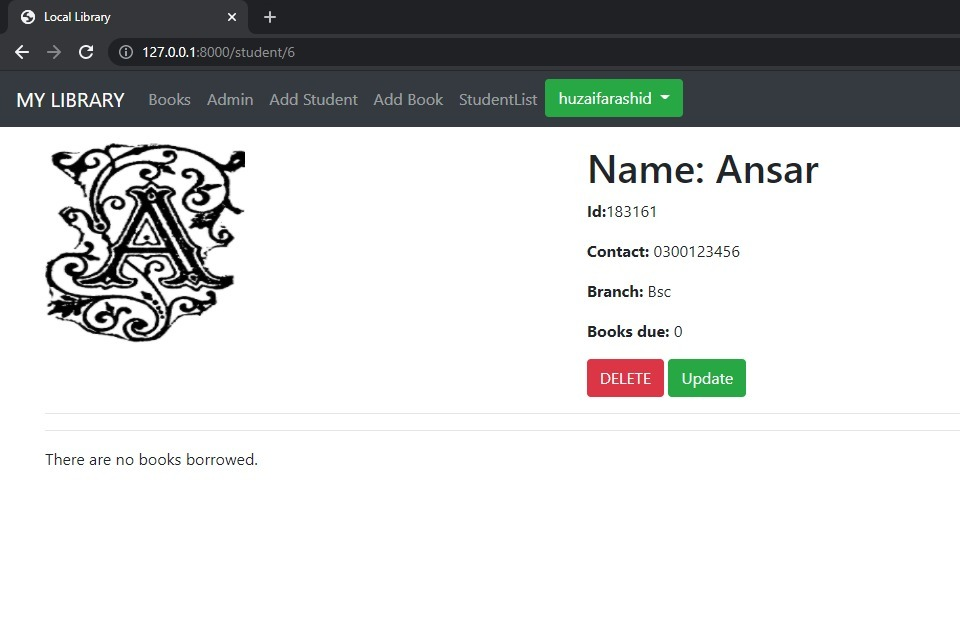 Local Library
127.0.0.1:8000/student/6
MY LIBRARY Books Admin Add Student Add Book StudentList huzaifarashid
A
Name: Ansar
Id:183161
Contact: 0300123456
Branch: Bsc
Books due: 0
DELETE Update
There are no books borrowed.